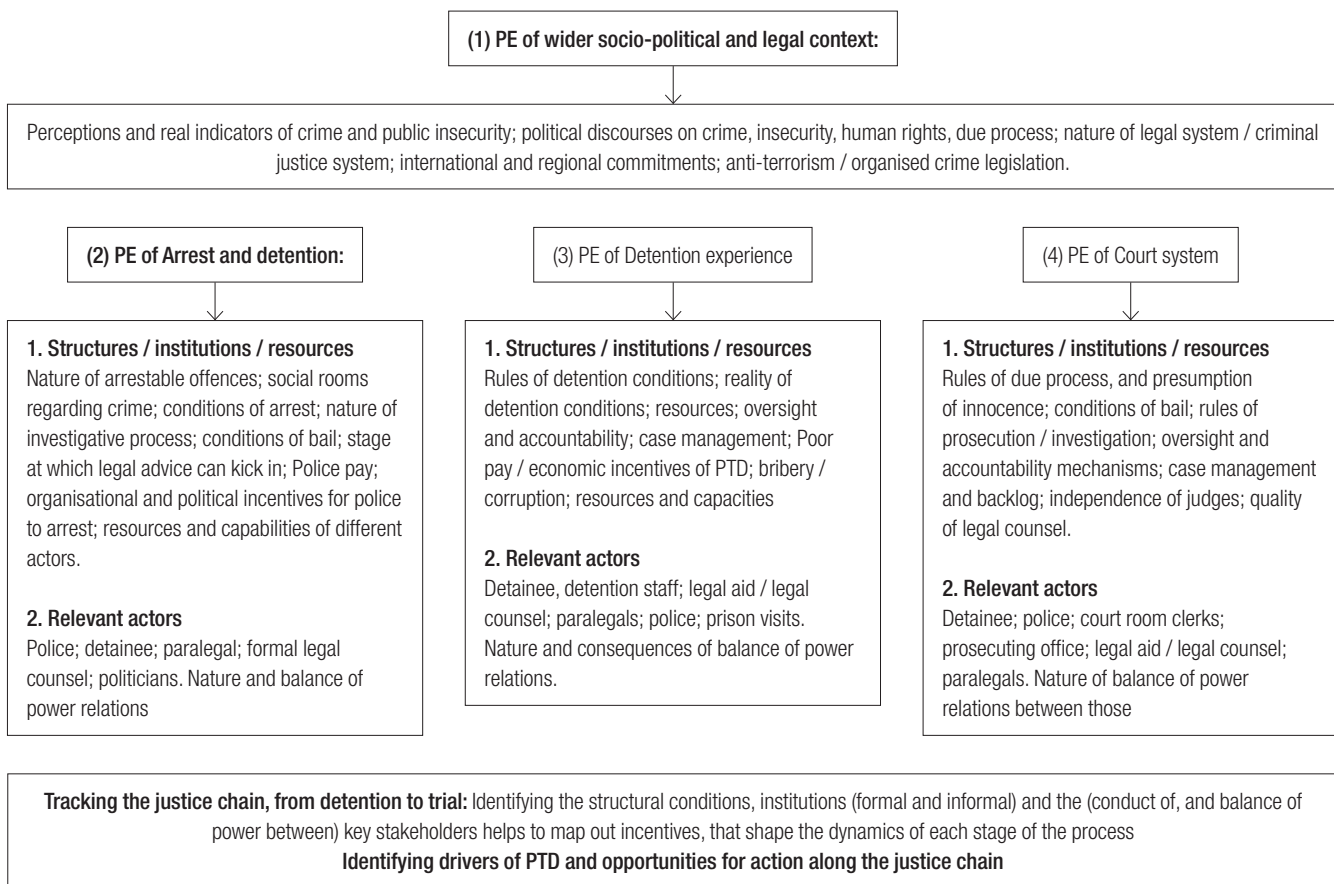 (1) PE of wider socio-political and legal context:
Perceptions and real indicators of crime and public insecurity; political discourses on crime, insecurity, human rights, due process; nature of legal system / criminal
justice system; international and regional commitments; anti-terrorism / organised crime legislation.
(2) PE of Arrest and detention:
1. Structures / institutions / resources
Nature of arrestable offences; social rooms
regarding crime; conditions of arrest; nature of
investigative process; conditions of bail; stage
at which legal advice can kick in; Police pay;
organisational and political incentives for police
to arrest; resources and capabilities of different
actors.
2. Relevant actors
Police; detainee; paralegal; formal legal
counsel; politicians. Nature and balance of
power relations
(3) PE of Detention experience
1. Structures / institutions / resources
Rules of detention conditions; reality of
detention conditions; resources; oversight
and accountability; case management; Poor
pay / economic incentives of PTD; bribery /
corruption; resources and capacities
2. Relevant actors
Detainee, detention staff; legal aid / legal
counsel; paralegals; police; prison visits.
Nature and consequences of balance of power
relations.
(4) PE of Court system
1. Structures / institutions / resources
Rules of due process, and presumption
of innocence; conditions of bail; rules of
prosecution / investigation; oversight and
accountability mechanisms; case management
and backlog; independence of judges; quality
of legal counsel.
2. Relevant actors
Detainee; police; court room clerks;
prosecuting office; legal aid / legal counsel;
paralegals. Nature of balance of power
relations between those
Tracking the justice chain, from detention to trial: Identifying the structural conditions, institutions (formal and informal) and the (conduct of, and balance of
power between) key stakeholders helps to map out incentives, that shape the dynamics of each stage of the process
Identifying drivers of PTD and opportunities for action along the justice chain